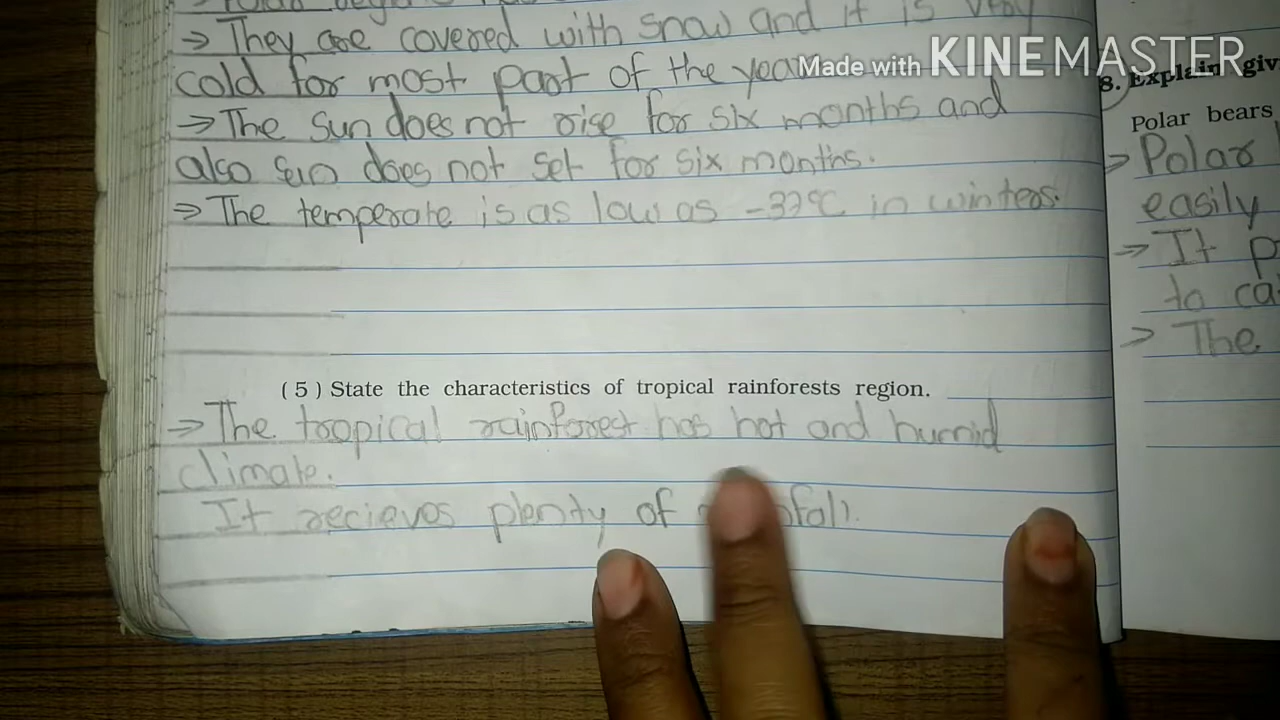 → They are covered with snow and it is very
cold for most part of the year
→ The sun does not rise for six months and
also sun does not set for six months.
→ The temperate is as low as -37°C in winters.
(5) State the characteristics of tropical rainforests region.
→ The tropical rainforest has hot and humid
climate.
It recieves plenty of
Made with KINEMASTER
8. Explain giv
Polar bears
→ Polar
easily
→ It p
to ca
→ The